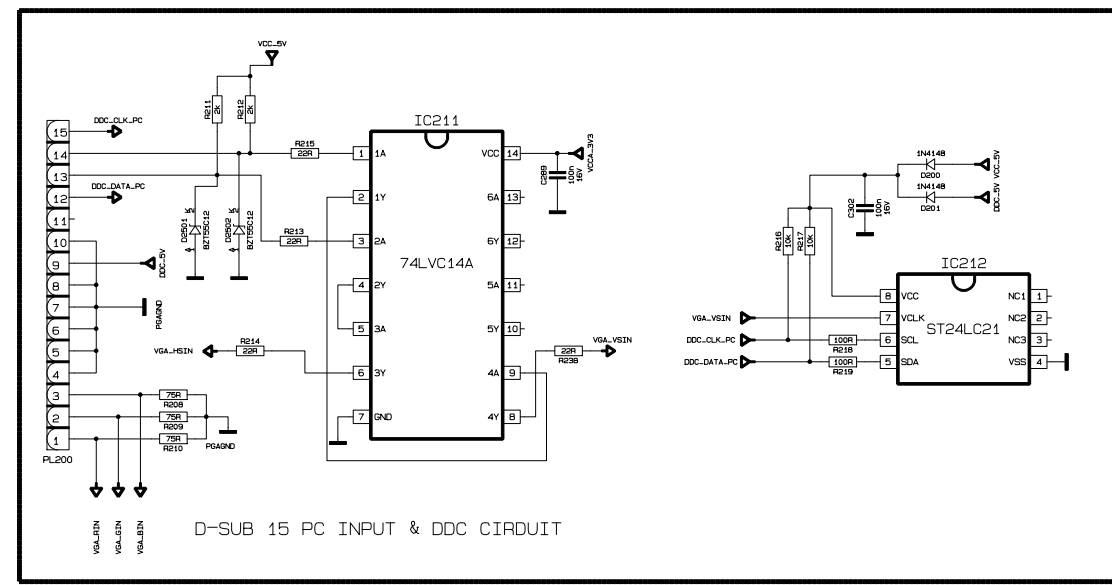 VCC_5V
R211
2k
R212
2k
IC211
15
DDC_CLK_PC
14
R215
22R
1
1A
VCC
14
VCCA_3V3
C289
100n
16V
13
DDC_DATA_PC
12
2
1Y
6A
13
11
D2501
BZT55C12
D2502
BZT55C12
10
R213
22R
3
2A
6Y
12
9
DDC_5V
74LVC14A
8
4
2Y
5A
11
7
PGAGND
6
5
3A
5Y
10
5
VGA_HSIN
R214
22R
4
6
3Y
4A
9
22R
R238
VGA_VSIN
3
75R
R208
2
75R
R209
7
GND
4Y
8
1
75R
R210
PGAGND
PL200
VGA_RIN
VGA_GIN
VGA_BIN
D-SUB 15 PC INPUT & DDC CIRDUIT
1N4148
D200
VCC_5V
1N4148
D201
DDC_5V
C302
100n
16V
R216
10k
R217
10k
IC212
8
VCC
NC1
1
VGA_VSIN
7
VCLK
NC2
2
ST24LC21
DDC_CLK_PC
100R
R218
6
SCL
NC3
3
DDC_DATA_PC
100R
R219
5
SDA
VSS
4